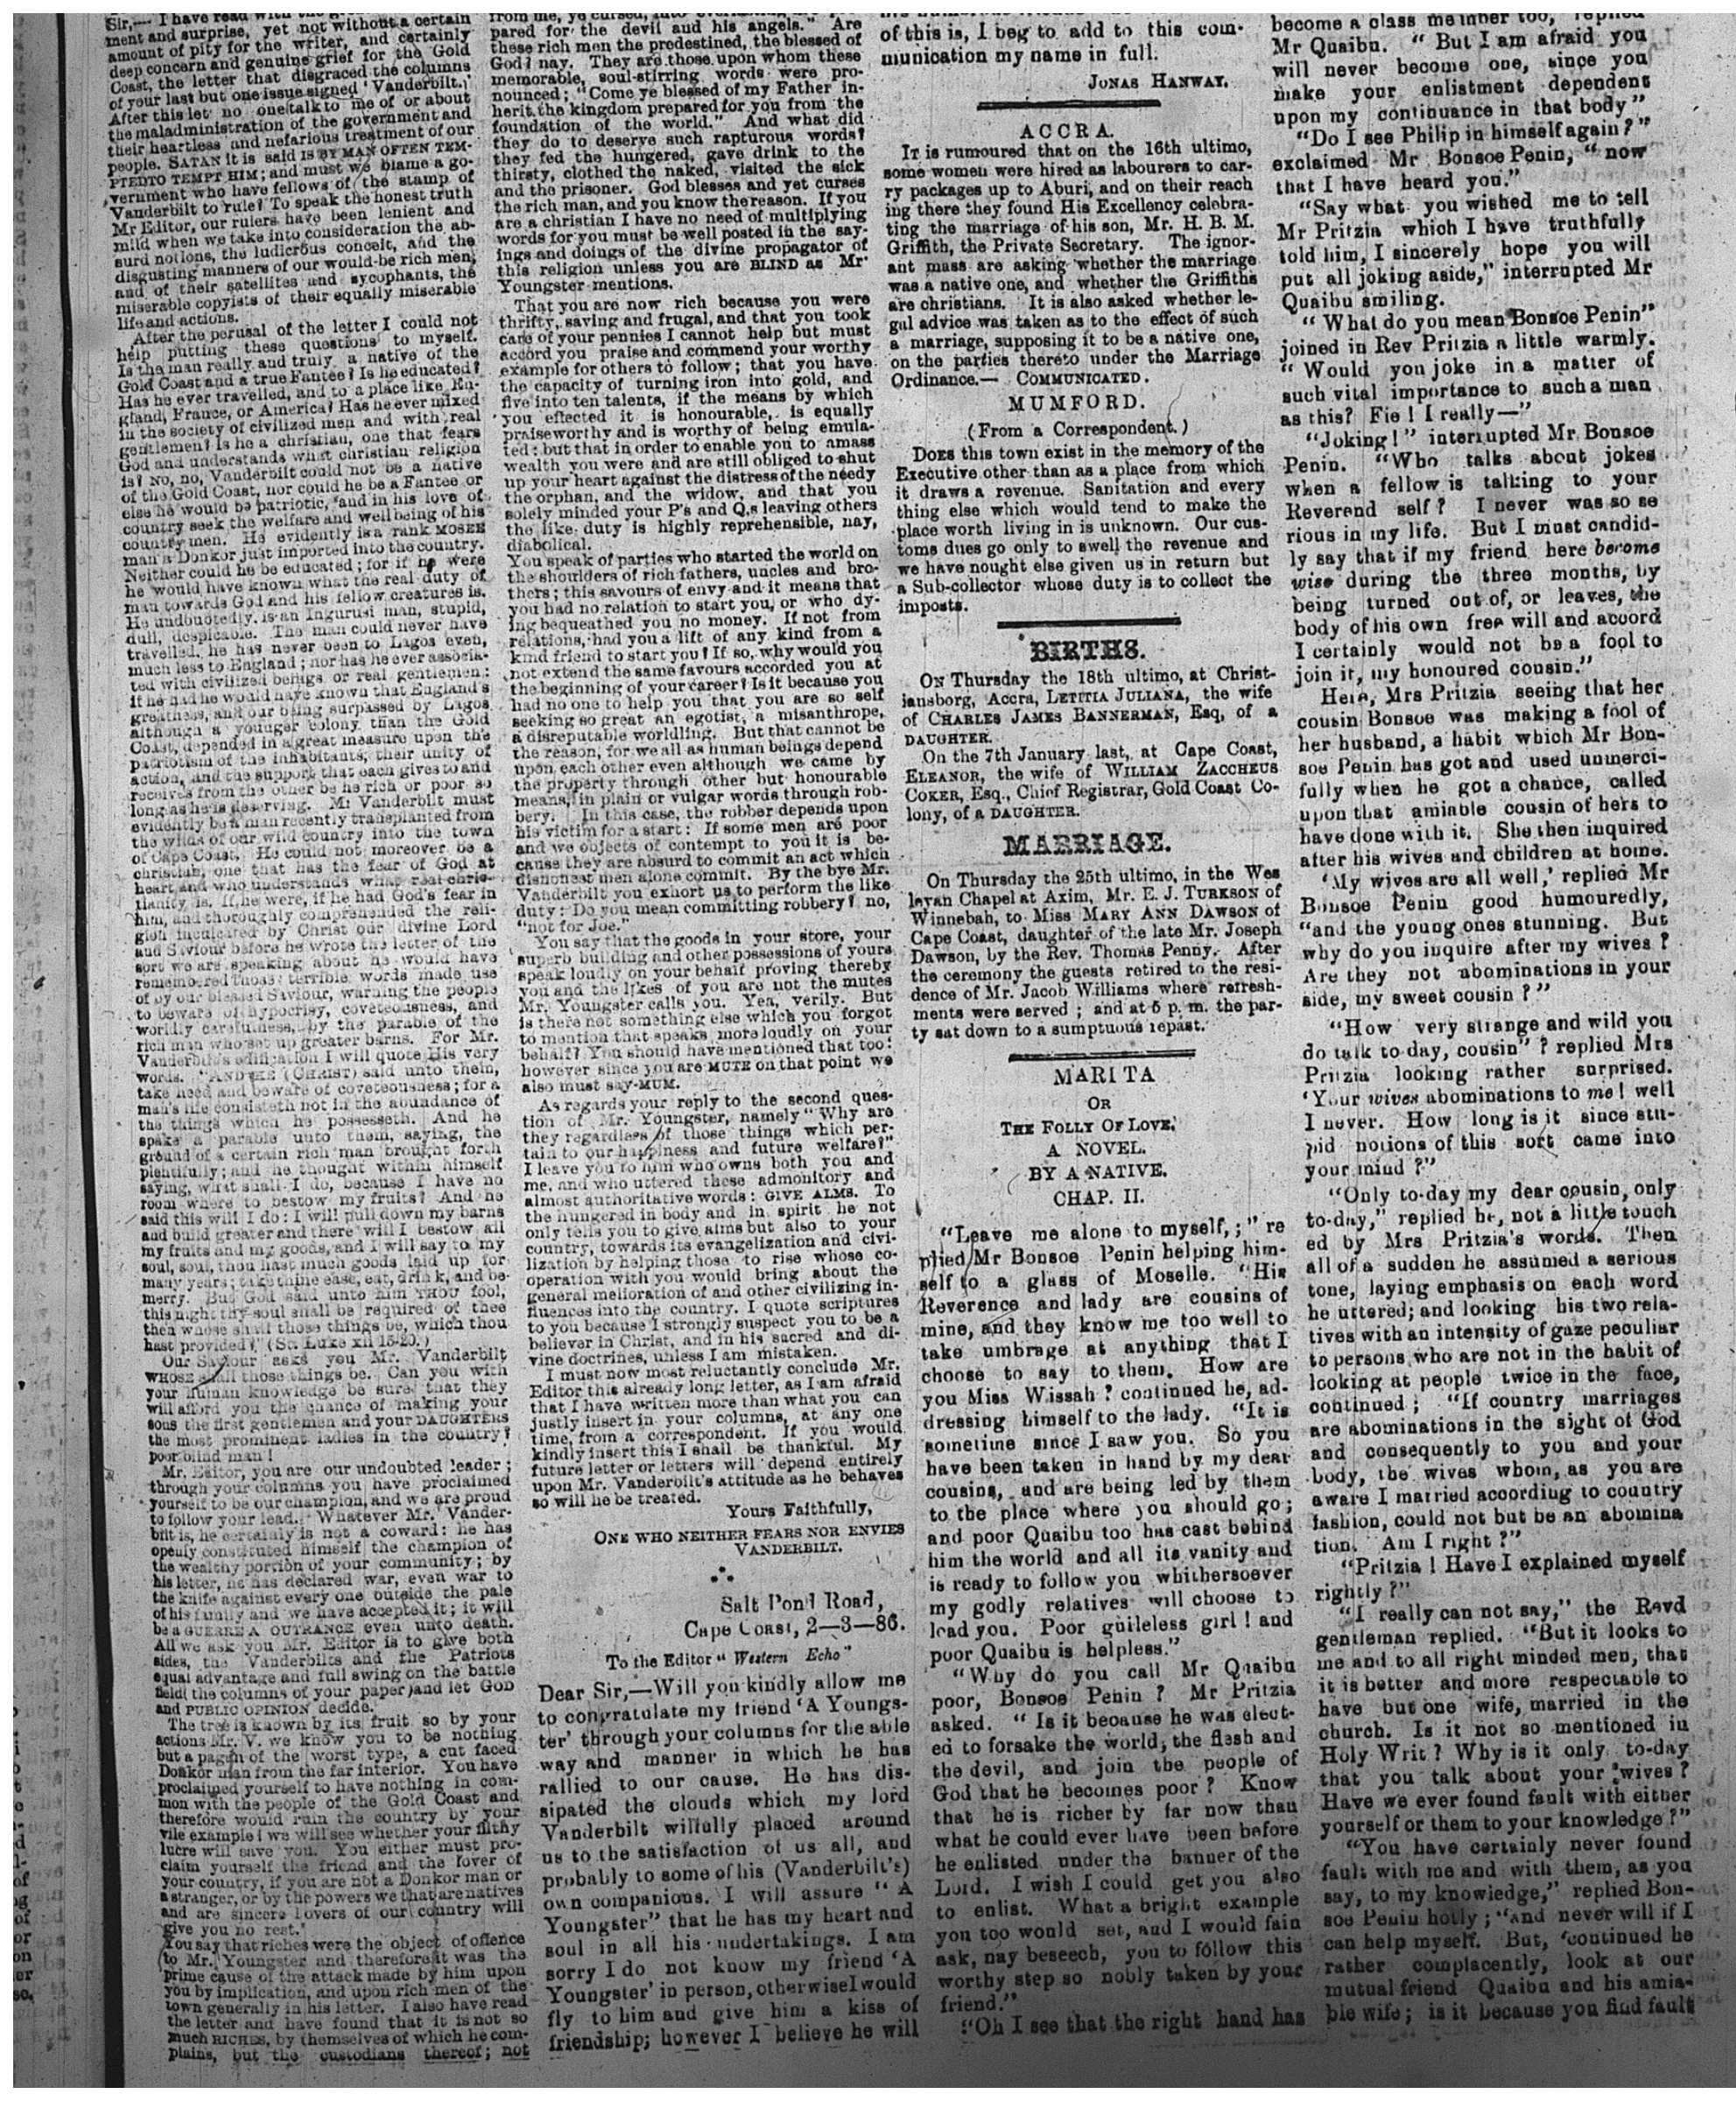 Sir,— I have read with the
ment and surprise, yet not without a certain
amount of pity for the writer, and certainly
deep concern and genuine grief for the Gold
Coast, the letter that disgraced the columns
of your last but one issue signed 'Vanderbilt.'
After this let no one talk to me of or about
the maladministration of the government and
their heartless and nefarious treatment of our
people. SATAN it is said IS BY MAN OFTEN TEM-
PTEDTO TEMPT HIM; and must we blame a go-
vernment who have fellows of the stamp of
Vanderbilt to rule? To speak the honest truth
Mr Editor, our rulers have been lenient and
mild when we take into consideration the ab-
surd notions, the ludicrous conceit, and the
disgusting manners of our would-be rich men,
and of their satellites and sycophants, the
miserable copyists of their equally miserable
life and actions.
After the perusal of the letter I could not
help putting these questions to myself.
Is the man really and truly a native of the
Gold Coast and a true Fantee? Is he educated?
Has he ever travelled, and to a place like En-
gland, France, or America? Has he ever mixed
in the society of civilized men and with real
gentlemen? Is he a christian, one that fears
God and understands what christian religion
is? No, no, Vanderbilt could not be a native
of the Gold Coast, nor could he be a Fantee or
else he would be patriotic, and in his love of
country seek the welfare and well being of his
countrymen. He evidently is a rank MOSEE
man a Donkor just imported into the country.
Neither could he be educated; for if he were
he would have known what the real duty of
man towards God and his fellow creatures is.
He undoubtedly is an Ingurusi man, stupid,
dull, despicable. The man could never have
travelled, he has never been to Lagos even,
much less to England; nor has he ever associa-
ted with civilized beings or real gentlemen:
if he had he would have known that England's
greatness, and our being surpassed by Lagos
although a younger colony than the Gold
Coast, depended in a great measure upon the
patriotism of the inhabitants, their unity of
action, and the support that each gives to and
receives from the other be he rich or poor so
long as he is deserving. Mr Vanderbilt must
evidently be a man recently transplanted from
the wilds of our wild country into the town
of Cape Coast. He could not moreover be a
christian, one that has the fear of God at
heart and who understands what real chris-
tianity is. If he were, if he had God's fear in
him, and thoroughly comprehended the reli-
gion inculcated by Christ our divine Lord
and Saviour before he wrote the letter of the
sort we are speaking about he would have
remembered those terrible words made use
of by our blessed Saviour, warning the people
to beware of hypocrisy, coveteousness, and
worldly carefulness, by the parable of the
rich man who set up greater barns. For Mr.
Vanderbilt's edification I will quote His very
words. "AND HE (CHRIST) said unto them,
take heed and beware of coveteousness; for a
man's life consisteth not in the abundance of
the things which he possesseth. And he
spake a parable unto them, saying, the
ground of a certain rich man brought forth
plentifully; and he thought within himself
saying, what shall I do, because I have no
room where to bestow my fruits? And he
said this will I do: I will pull down my barns
and build greater and there will I bestow all
my fruits and my goods, and I will say to my
soul, soul, thou hast much goods laid up for
many years; take thine ease, eat, drink, and be-
merry. But God said unto him THOU fool,
this night thy soul shall be required of thee
then whose shall those things be, which thou
hast provided?, (St. Luke xii 15-20.)
Our Saviour asks you Mr. Vanderbilt
WHOSE shall those things be. Can you with
your human knowledge be sure that they
will afford you the chance of making your
sons the first gentlemen and your DAUGHTERS
the most prominent ladies in the country?
poor blind man!
Mr. Editor, you are our undoubted leader;
through your columns you have proclaimed
yourself to be our champion, and we are proud
to follow your lead. Whatever Mr. Vander-
bilt is, he certainly is not a coward: he has
openly constituted himself the champion of
the wealthy portion of your community; by
his letter, he has declared war, even war to
the knife against every one outside the pale
of his family and we have accepted it; it will
be a GUERRE A OUTRANCE even unto death.
All we ask you Mr. Editor is to give both
sides, the Vanderbilts and the Patriots
equal advantage and full swing on the battle
field( the columns of your paper)and let GOD
and PUBLIC OPINION decide.
The tree is known by its fruit so by your
actions Mr. V. we know you to be nothing
but a pagan of the worst type, a cut faced
Donkor man from the far interior. You have
proclaimed yourself to have nothing in com-
mon with the people of the Gold Coast and
therefore would ruin the country by your
vile example! we will see whether your filthy
lucre will save you. You either must pro-
claim yourself the friend and the lover of
your country, if you are not a Donkor man or
a stranger, or by the powers we that are natives
and are sincere lovers of our country will
give you no rest.
You say that riches were the object of offence
to Mr. Youngster and therefore it was the
prime cause of the attack made by him upon
you by implication, and upon rich men of the
town generally in his letter. I also have read
the letter and have found that it is not so
much RICHES, by themselves of which he com-
plains, but the custodians thereof; not
from me, ye cursed, into
pared for the devil and his angels." Are
these rich men the predestined, the blessed of
God? nay. They are those upon whom these
memorable, soul-stirring words were pro-
nounced; "Come ye blessed of my Father in-
herit the kingdom prepared for you from the
foundation of the world." And what did
they do to deserve such rapturous words?
they fed the hungered, gave drink to the
thirsty, clothed the naked, visited the sick
and the prisoner. God blesses and yet curses
the rich man, and you know the reason. If you
are a christian I have no need of multiplying
words for you must be well posted in the say-
ings and doings of the divine propagator of
this religion unless you are BLIND as Mr
Youngster mentions.
That you are now rich because you were
thrifty, saving and frugal, and that you took
care of your pennies I cannot help but must
accord you praise and commend your worthy
example for others to follow; that you have
the capacity of turning iron into gold, and
five into ten talents, if the means by which
you effected it is honourable, is equally
praiseworthy and is worthy of being emula-
ted: but that in order to enable you to amass
wealth you were and are still obliged to shut
up your heart against the distress of the needy
the orphan, and the widow, and that you
solely minded your P's and Q,s leaving others
the like, duty is highly reprehensible, nay,
diabolical.
You speak of parties who started the world on
the shoulders of rich fathers, uncles and bro-
thers; this savours of envy and it means that
you had no relation to start you, or who dy-
ing bequeathed you no money. If not from
relations, had you a lift of any kind from a
kind friend to start you? If so, why would you
not extend the same favours accorded you at
the beginning of your career? Is it because you
had no one to help you that you are so self
seeking so great an egotist, a misanthrope,
a disreputable worldling. But that cannot be
the reason, for we all as human beings depend
upon each other even although we came by
the property through other but honourable
means, in plain or vulgar words through rob-
bery. In this case, the robber depends upon
his victim for a start: If some men are poor
and we objects of contempt to you it is be-
cause they are absurd to commit an act which
dishonest men alone commit. By the bye Mr.
Vanderbilt you exhort us to perform the like
duty: Do you mean committing robbery? no,
"not for Joe."
You say that the goods in your store, your
superb building and other possessions of yours
speak loudly on your behalf proving thereby
you and the likes of you are not the mutes
Mr. Youngster calls you. Yea, verily. But
is there not something else which you forgot
to mention that speaks more loudly on your
behalf? You should have mentioned that too:
however since you are MUTE on that point we
also must say-MUM.
As regards your reply to the second ques-
tion of Mr. Youngster, namely "Why are
they regardless of those things which per-
tain to our happiness and future welfare?"
I leave you to him who owns both you and
me, and who uttered these admonitory and
almost authoritative words: GIVE ALMS. To
the hungered in body and in spirit he not
only tells you to give alms but also to your
country, towards its evangelization and civi-
lization by helping those to rise whose co-
operation with you would bring about the
general melioration of and other civilizing in-
fluences into the country. I quote scriptures
to you because I strongly suspect you to be a
believer in Christ, and in his sacred and di-
vine doctrines, unless I am mistaken.
I must now most reluctantly conclude Mr.
Editor this already long letter, as I am afraid
that I have written more than what you can
justly insert in your columns, at any one
time, from a correspondent. If you would
kindly insert this I shall be thankful. My
future letter or letters will depend entirely
upon Mr. Vanderbilt's attitude as he behaves
so will he be treated.
Yours Faithfully,
ONE WHO NEITHER FEARS NOR ENVIES
VANDERBILT.
Salt Pond Road,
Cape Coast, 2—3—86.
To the Editor "Western Echo"
Dear Sir,—Will you kindly allow me
to congratulate my friend 'A Youngs-
ter' through your columns for the able
way and manner in which he has
rallied to our cause. He has dis-
sipated the clouds which my lord
Vanderbilt wilfully placed around
us to the satisfaction of us all, and
probably to some of his (Vanderbilt's)
own companions. I will assure "A
Youngster" that he has my heart and
soul in all his undertakings. I am
sorry I do not know my friend 'A
Youngster' in person, otherwise I would
fly to him and give him a kiss of
friendship; however I believe he will
of this is, I beg to add to this com-
munication my name in full.
JONAS HANWAY.
ACCRA.
IT is rumoured that on the 16th ultimo,
some women were hired as labourers to car-
ry packages up to Aburi, and on their reach
ing there they found His Excellency celebra-
ting the marriage of his son, Mr. H. B. M.
Griffith, the Private Secretary. The ignor-
ant mass are asking whether the marriage
was a native one, and whether the Griffiths
are christians. It is also asked whether le-
gal advice was taken as to the effect of such
a marriage, supposing it to be a native one,
on the parties thereto under the Marriage
Ordinance.— COMMUNICATED.
MUMFORD.
(From a Correspondent.)
DOES this town exist in the memory of the
Executive other than as a place from which
it draws a revenue. Sanitation and every
thing else which would tend to make the
place worth living in is unknown. Our cus-
toms dues go only to swell the revenue and
we have nought else given us in return but
a Sub-collector whose duty is to collect the
imposts.
BIRTHS.
ON Thursday the 18th ultimo, at Christ-
iansborg, Accra, LETITIA JULIANA, the wife
of CHARLES JAMES BANNERMAN, Esq, of a
DAUGHTER.
On the 7th January last, at Cape Coast,
ELEANOR, the wife of WILLIAM ZACCHEUS
COKER, Esq., Chief Registrar, Gold Coast Co-
lony, of a DAUGHTER.
MARRIAGE.
On Thursday the 25th ultimo, in the Wes
leyan Chapel at Axim, Mr. E. J. TURKSON of
Winnebah, to Miss MARY ANN DAWSON of
Cape Coast, daughter of the late Mr. Joseph
Dawson, by the Rev. Thomas Penny. After
the ceremony the guests retired to the resi-
dence of Mr. Jacob Williams where refresh-
ments were served; and at 5 p. m. the par-
ty sat down to a sumptuous repast.
MARITA
OR
THE FOLLY OF LOVE.
A NOVEL.
BY A NATIVE.
CHAP. II.
"Leave me alone to myself,;" re
plied Mr Bonsoe Penin helping him-
self to a glass of Moselle. "His
Reverence and lady are cousins of
mine, and they know me too well to
take umbrage at anything that I
choose to say to them. How are
you Miss Wissah? continued he, ad-
dressing himself to the lady. "It is
sometime since I saw you. So you
have been taken in hand by my dear
cousins, and are being led by them
to the place where you should go;
and poor Quaibu too has cast behind
him the world and all its vanity and
is ready to follow you whithersoever
my godly relatives will choose to
lead you. Poor guileless girl! and
poor Quaibu is helpless."
"Why do you call Mr Quaibu
poor, Bonsoe Penin? Mr Pritzia
asked. "Is it because he was elect-
ed to forsake the world, the flesh and
the devil, and join the people of
God that he becomes poor? Know
that he is richer by far now than
what he could ever have been before
he enlisted under the banner of the
Lord. I wish I could get you also
to enlist. What a bright example
you too would set, and I would fain
ask, nay beseech, you to follow this
worthy step so nobly taken by your
friend."
"Oh I see that the right hand has
become a class member too, replied
Mr Quaibu. "But I am afraid you
will never become one, since you
make your enlistment dependent
upon my continuance in that body"
"Do I see Philip in himself again?"
exclaimed Mr Bonsoe Penin, "now
that I have heard you."
"Say what you wished me to tell
Mr Pritzia which I have truthfully
told him, I sincerely hope you will
put all joking aside," interrupted Mr
Quaibu smiling.
"What do you mean Bonsoe Penin"
joined in Rev Pritzia a little warmly.
"Would you joke in a matter of
such vital importance to such a man
as this? Fie! I really—"
"Joking!" interrupted Mr. Bonsoe
Penin. "Who talks about jokes
when a fellow is talking to your
Reverend self? I never was so se
rious in my life. But I must candid-
ly say that if my friend here become
wise during the three months, by
being turned out of, or leaves, the
body of his own free will and accord
I certainly would not be a fool to
join it, my honoured cousin."
Here, Mrs Pritzia seeing that her
cousin Bonsoe was making a fool of
her husband, a habit which Mr Bon-
soe Penin has got and used unmerci-
fully when he got a chance, called
upon that amiable cousin of hers to
have done with it. She then inquired
after his wives and children at home.
'My wives are all well,' replied Mr
Bonsoe Penin good humouredly,
"and the young ones stunning. But
why do you inquire after my wives?
Are they not abominations in your
side, my sweet cousin?"
"How very strange and wild you
do talk to day, cousin"? replied Mrs
Pritzia looking rather surprised.
'Your wives abominations to me! well
I never. How long is it since stu-
pid notions of this sort came into
your mind?"
"Only to-day my dear cousin, only
to-day," replied he, not a little touch
ed by Mrs Pritzia's words. Then
all of a sudden he assumed a serious
tone, laying emphasis on each word
he uttered; and looking his two rela-
tives with an intensity of gaze peculiar
to persons who are not in the habit of
looking at people twice in the face,
continued; "If country marriages
are abominations in the sight of God
and consequently to you and your
body, the wives whom, as you are
aware I married according to country
fashion, could not but be an abomina
tion. Am I right?"
"Pritzia! Have I explained myself
rightly?"
"I really can not say," the Revd
gentleman replied. "But it looks to
me and to all right minded men, that
it is better and more respectable to
have but one wife, married in the
church. Is it not so mentioned in
Holy Writ? Why is it only to-day
that you talk about your wives?
Have we ever found fault with either
yourself or them to your knowledge?"
"You have certainly never found
fault with me and with them, as you
say, to my knowledge," replied Bon-
soe Penin hotly; "and never will if I
can help myself. But, 'continued he
rather complacently, look at our
mutual friend Quaibu and his amia-
ble wife; is it because you find fault